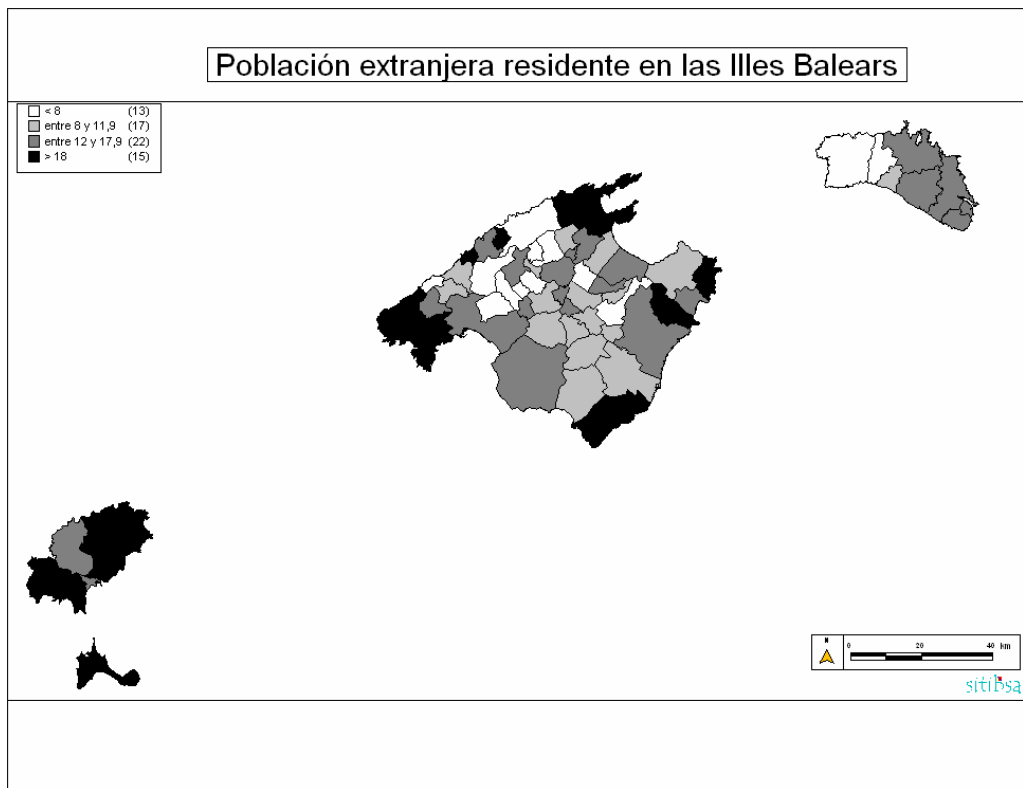 Población extranjera residente en las Illes Balears
< 8 (13)
entre 8 y 11,9 (17)
entre 12 y 17,9 (22)
> 18 (15)
N
0 20 40 km
sitibsa